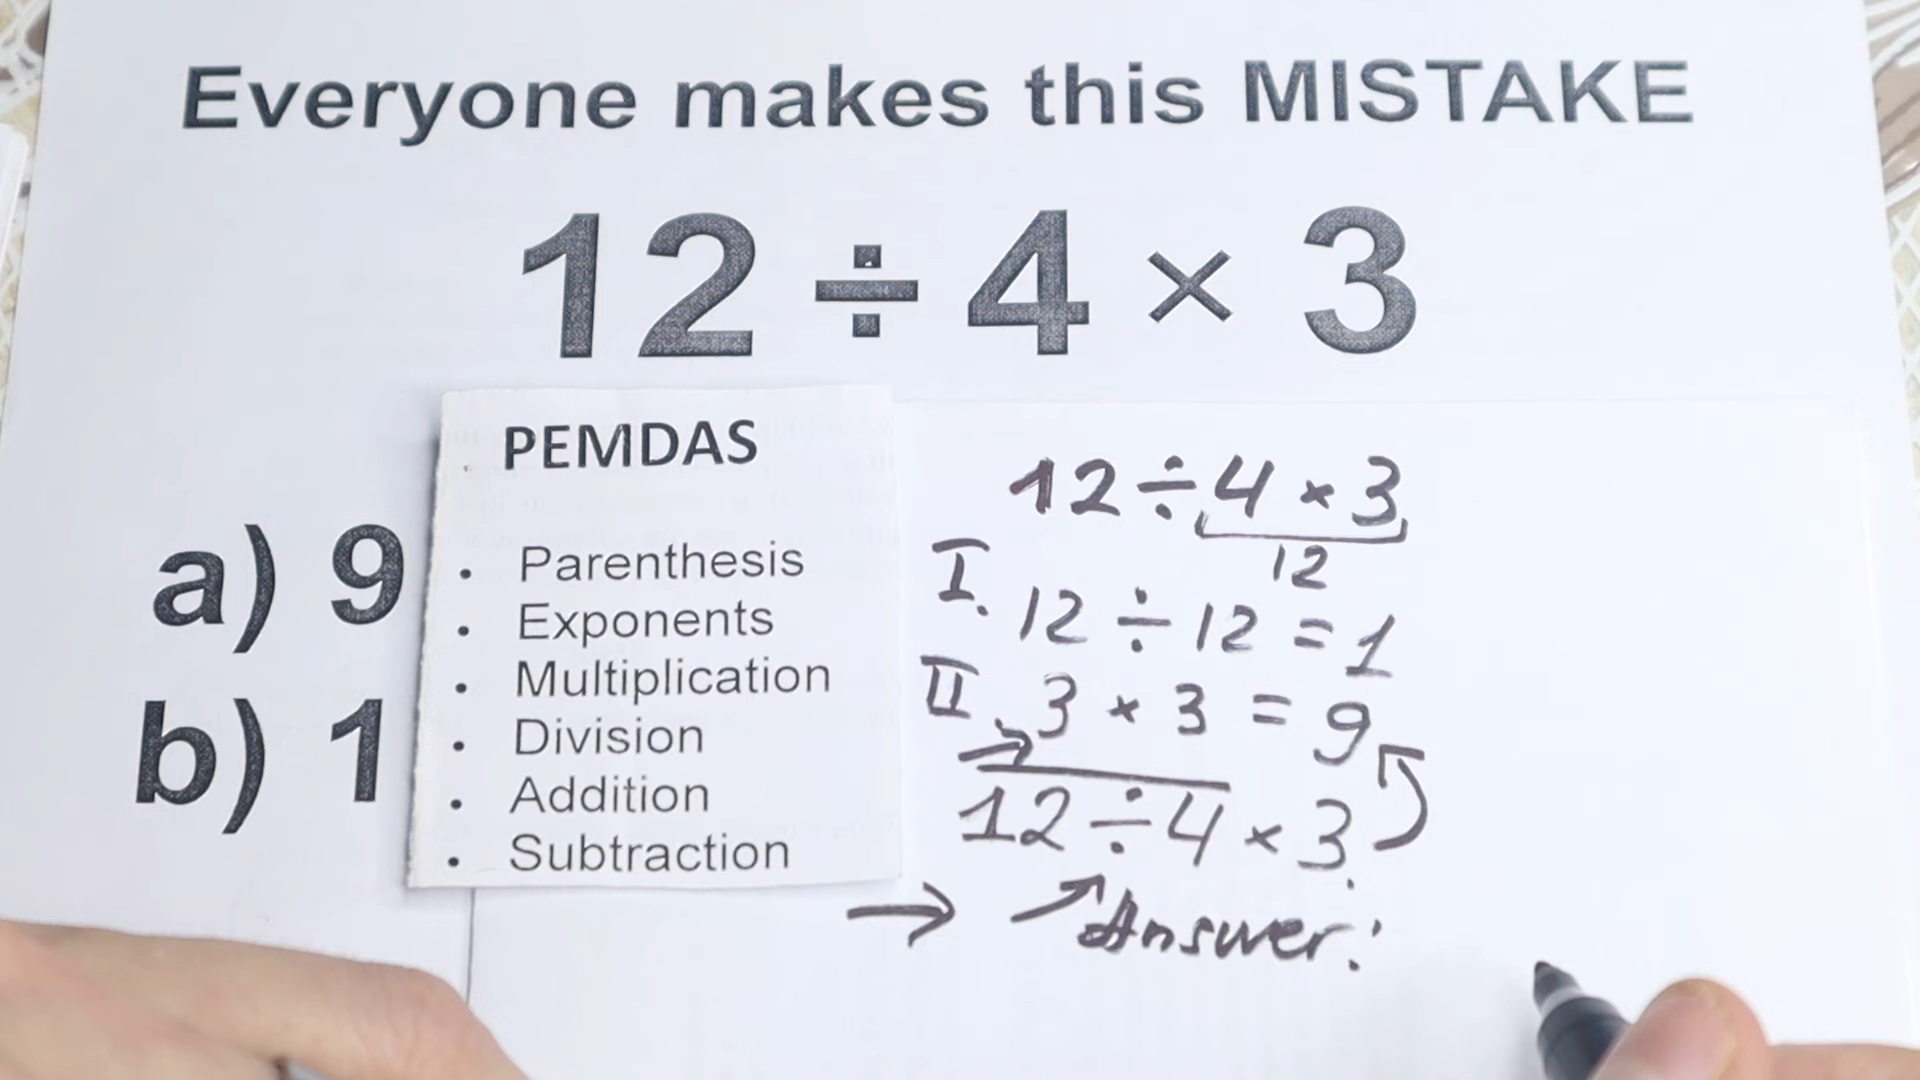 Everyone makes this MISTAKE
12 ÷ 4 × 3
a) 9
b) 1
PEMDAS
• Parenthesis
• Exponents
• Multiplication
• Division
• Addition
• Subtraction
12 ÷ 4 × 3
12
I. 12 ÷ 12 = 1
II. 3 × 3 = 9
12 ÷ 4 × 3
→ Answer: